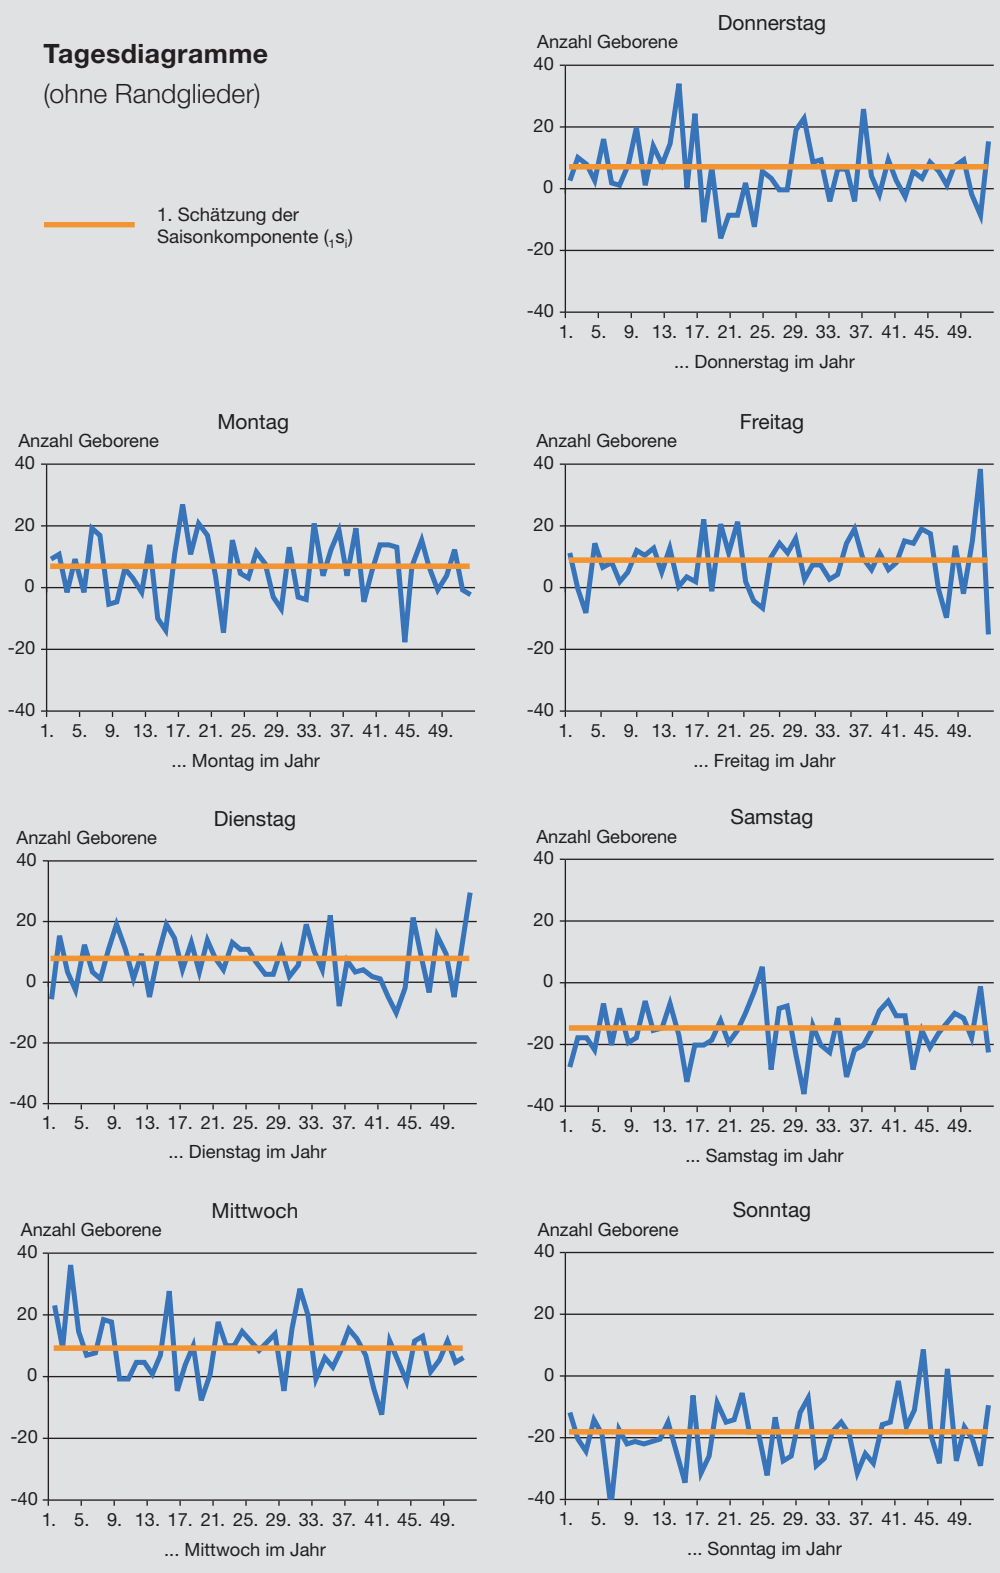 Tagesdiagramme
(ohne Randglieder)
1. Schätzung der
Saisonkomponente (₁sᵢ)
Donnerstag
Anzahl Geborene
40
20
0
-20
-40
1. 5. 9. 13. 17. 21. 25. 29. 33. 37. 41. 45. 49.
... Donnerstag im Jahr
Montag
Anzahl Geborene
40
20
0
-20
-40
1. 5. 9. 13. 17. 21. 25. 29. 33. 37. 41. 45. 49.
... Montag im Jahr
Freitag
Anzahl Geborene
40
20
0
-20
-40
1. 5. 9. 13. 17. 21. 25. 29. 33. 37. 41. 45. 49.
... Freitag im Jahr
Dienstag
Anzahl Geborene
40
20
0
-20
-40
1. 5. 9. 13. 17. 21. 25. 29. 33. 37. 41. 45. 49.
... Dienstag im Jahr
Samstag
Anzahl Geborene
40
20
0
-20
-40
1. 5. 9. 13. 17. 21. 25. 29. 33. 37. 41. 45. 49.
... Samstag im Jahr
Mittwoch
Anzahl Geborene
40
20
0
-20
-40
1. 5. 9. 13. 17. 21. 25. 29. 33. 37. 41. 45. 49.
... Mittwoch im Jahr
Sonntag
Anzahl Geborene
40
20
0
-20
-40
1. 5. 9. 13. 17. 21. 25. 29. 33. 37. 41. 45. 49.
... Sonntag im Jahr